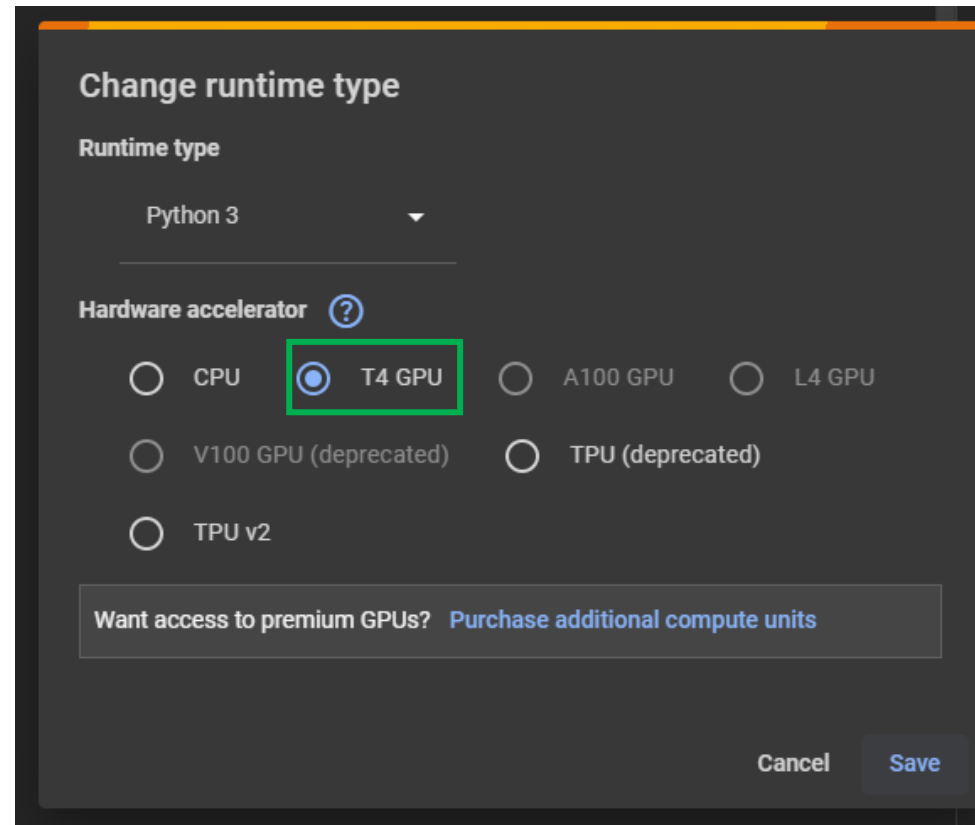 Change runtime type
Runtime type
Python 3
Hardware accelerator ?
CPU T4 GPU A100 GPU L4 GPU
V100 GPU (deprecated) TPU (deprecated)
TPU v2
Want access to premium GPUs? Purchase additional compute units
Cancel Save